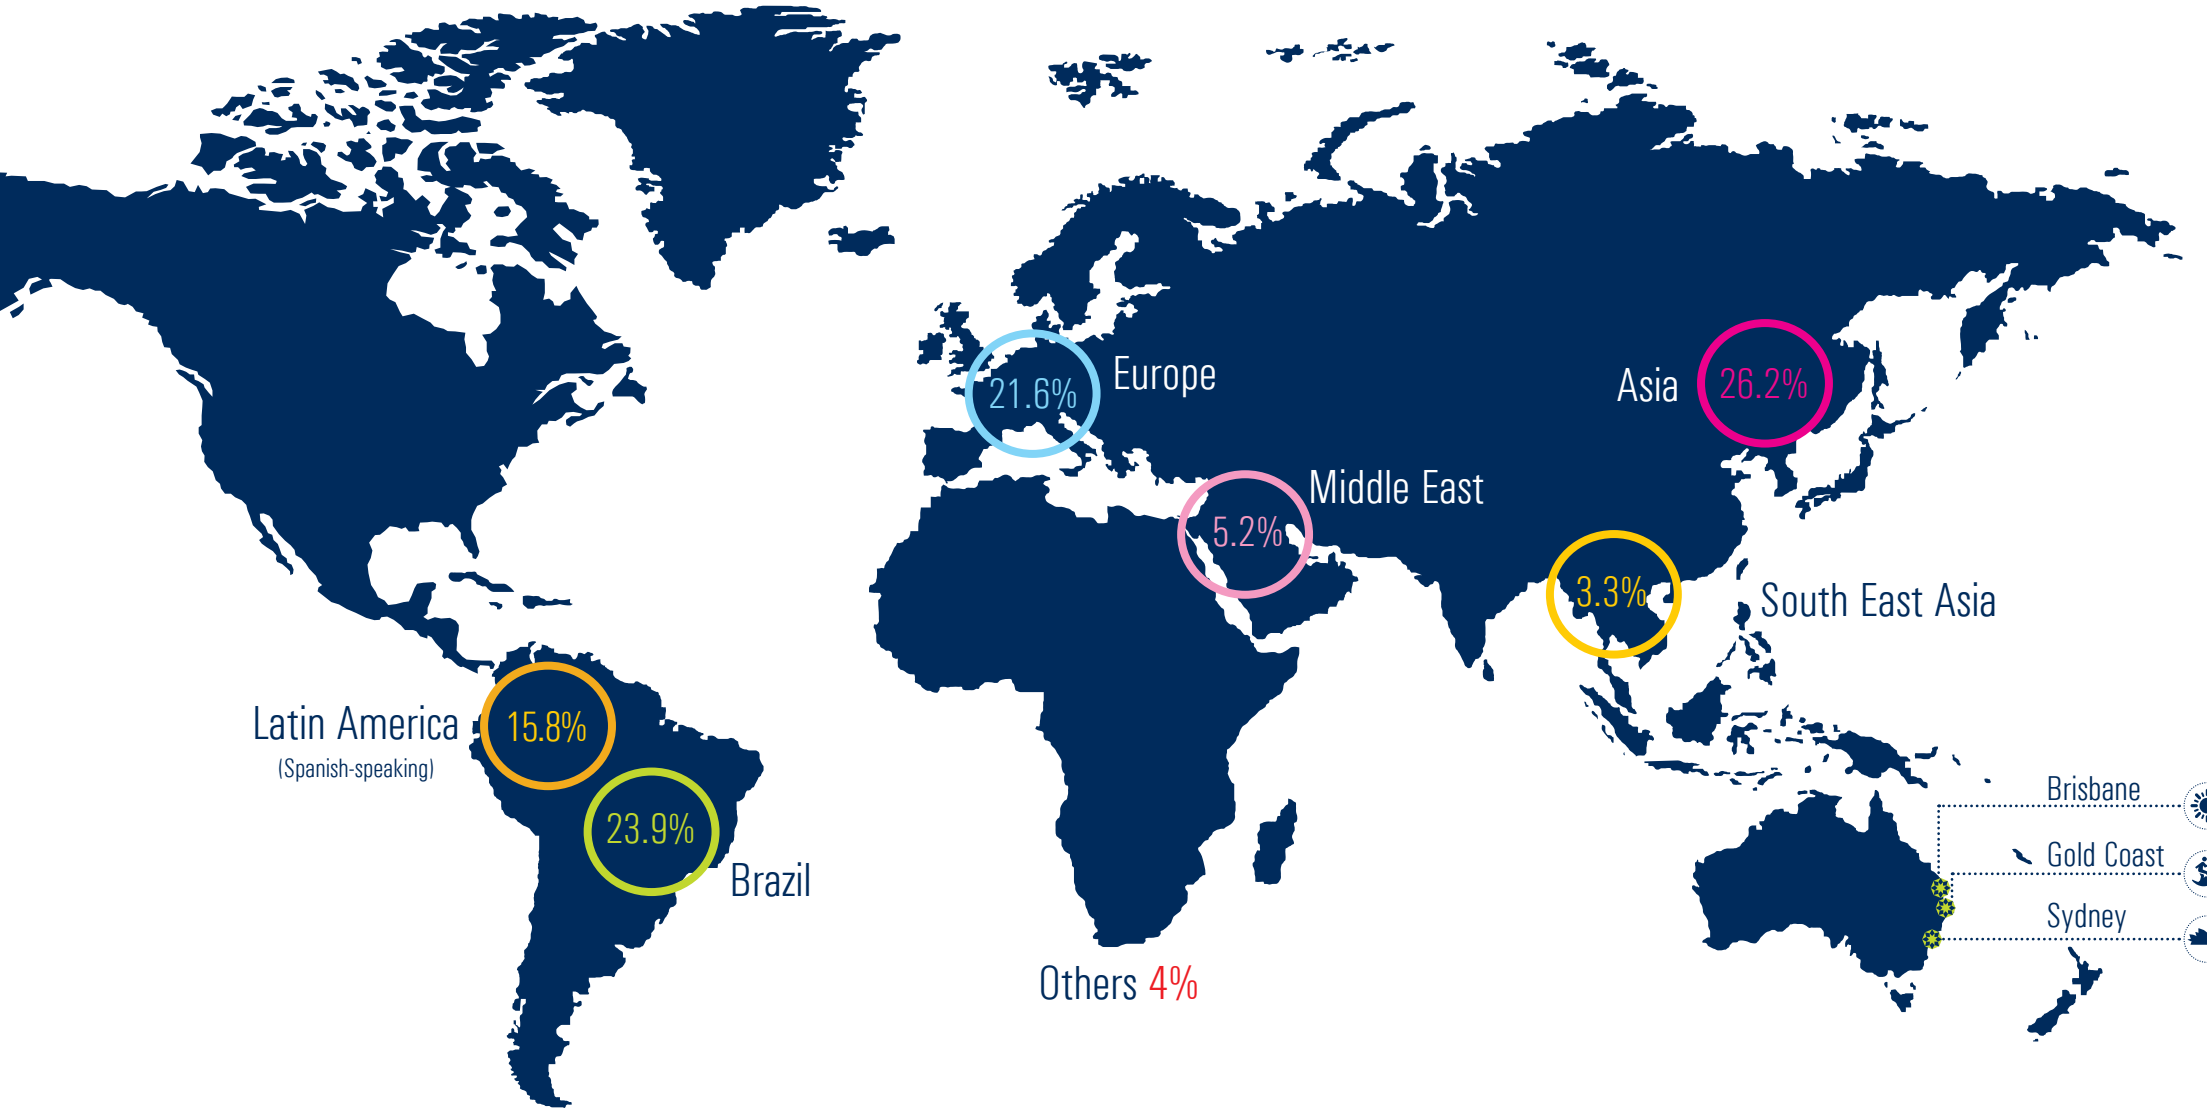 Europe
21.6%
Asia
26.2%
Middle East
5.2%
3.3%
South East Asia
Latin America
(Spanish-speaking)
15.8%
23.9%
Brazil
Brisbane
Gold Coast
Sydney
Others 4%